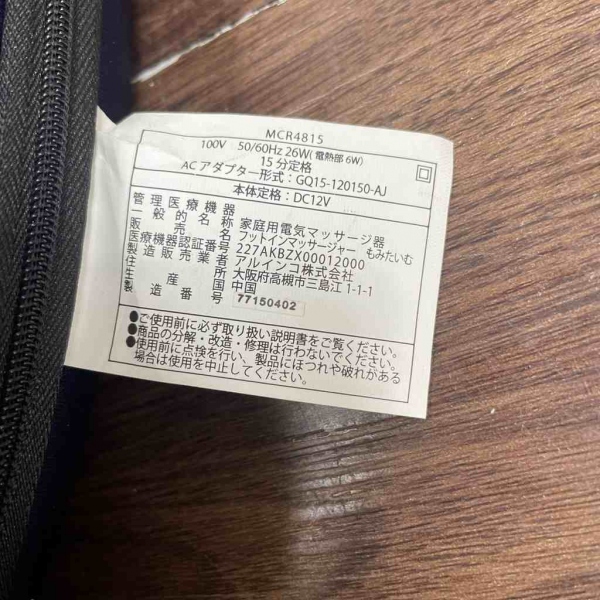 MCR4815
100V 50/60Hz 26W(電熱部 6W)
15分定格
ACアダプター形式:GQ15-120150-AJ
本体定格:DC12V
管理医療機器
一般的名称 家庭用電気マッサージ器
販売名 フットインマッサージャー もみたいむ
医療機器認証番号 227AKBZX00012000
製造販売業者 アルインコ株式会社
住所 大阪府高槻市三島江1-1-1
生産国 中国
製造番号 77150402
●ご使用前に必ず取り扱い説明書をご覧ください。
●商品の分解・改造・修理は行わないでください。
●使用前に点検を行い、製品にほつれや破れがある
場合は使用を中止してください。